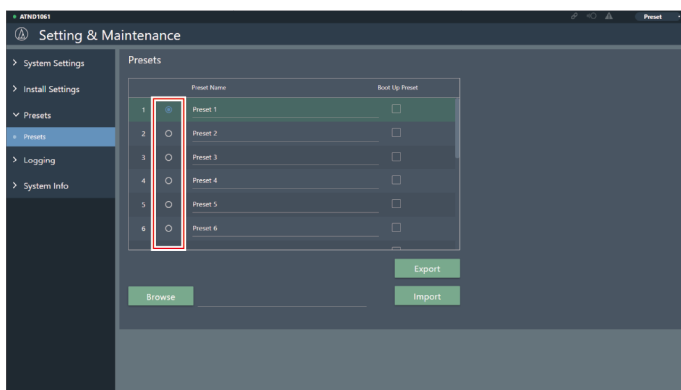 ATND1061
Preset
Setting & Maintenance
System Settings
Install Settings
Presets
Presets
Logging
System Info
Presets
Preset Name Boot Up Preset
1 Preset 1
2 Preset 2
3 Preset 3
4 Preset 4
5 Preset 5
6 Preset 6
Export
Browse Import